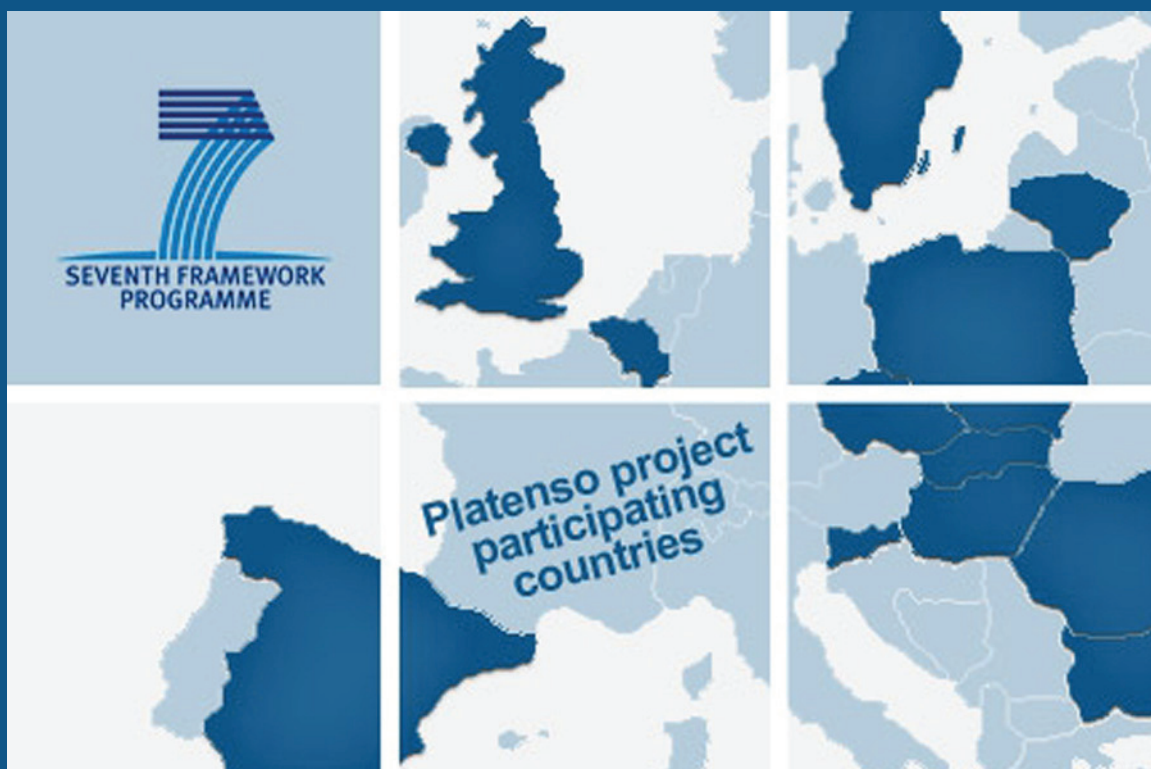 SEVENTH FRAMEWORK
PROGRAMME
Platenso project
participating
countries